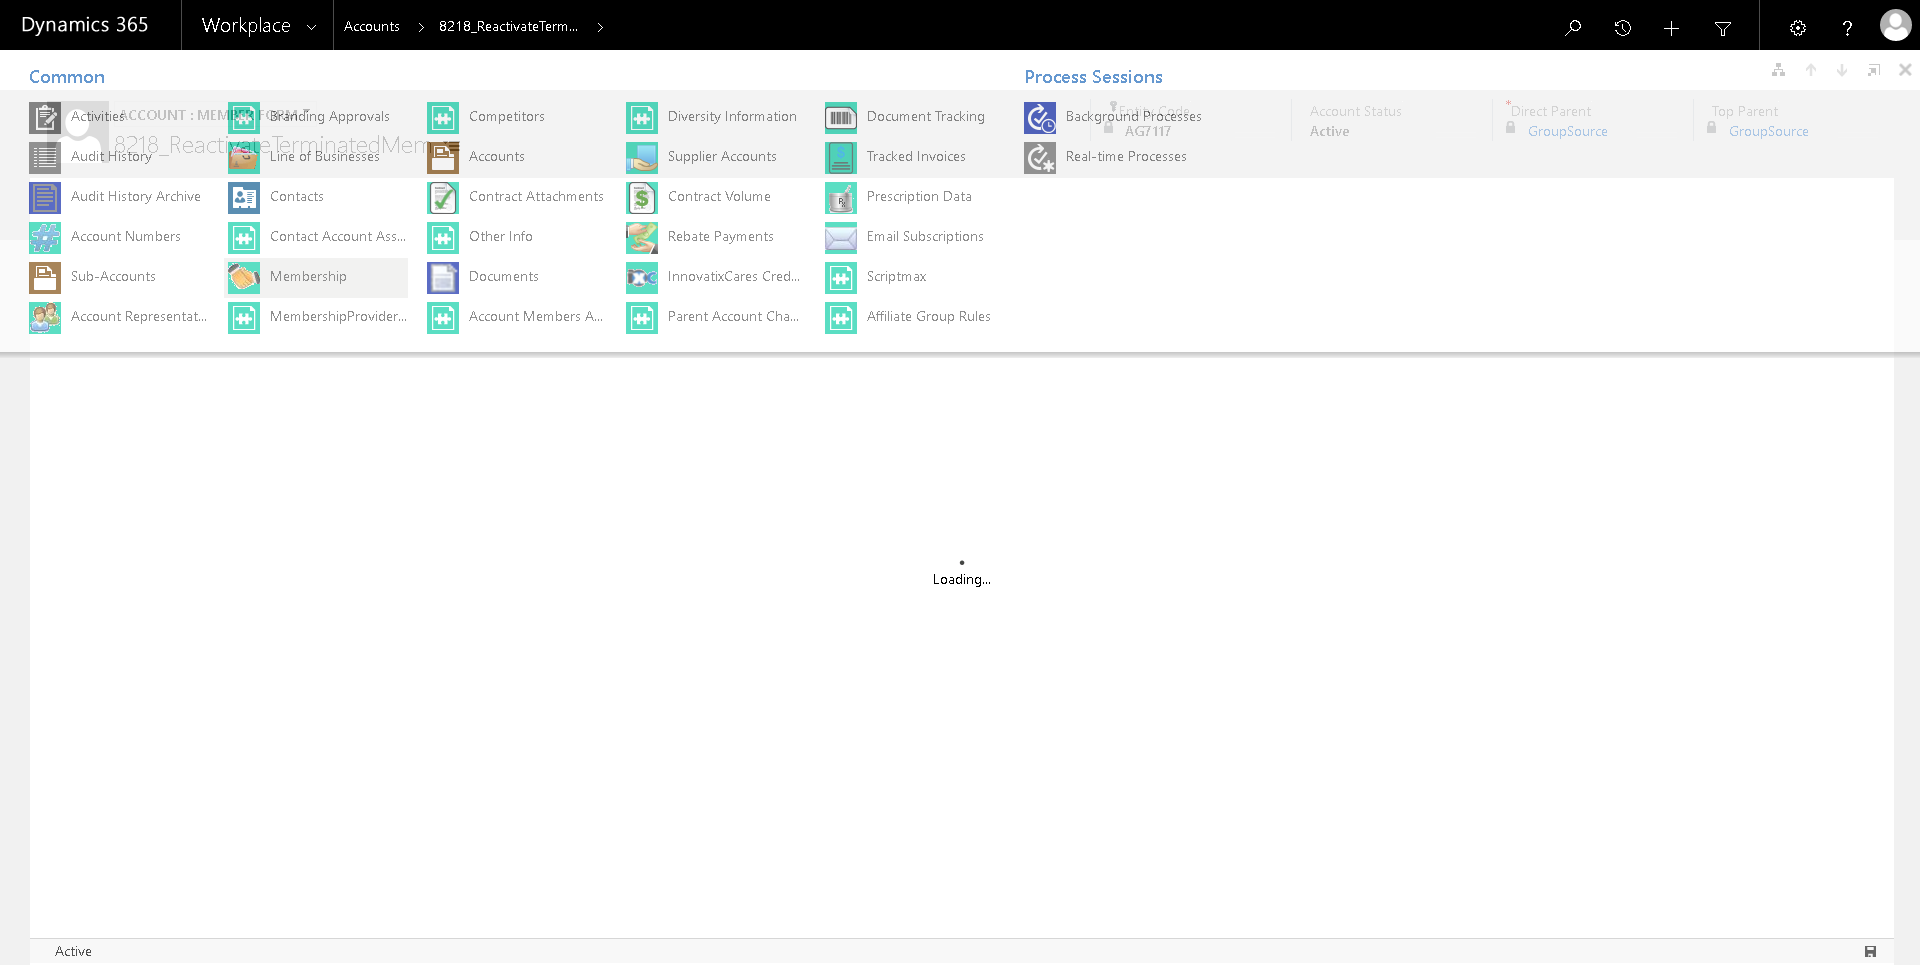 Dynamics 365
Workplace
Accounts
8218_ReactivateTerm...
Common
Process Sessions
Activities
Branding Approvals
Competitors
Diversity Information
Document Tracking
Background Processes
ACCOUNT : MEMBER FORM
Entity Code
AG7117
Account Status
Active
Direct Parent
GroupSource
Top Parent
GroupSource
8218_ReactivateTerminatedMem
Audit History
Line of Businesses
Accounts
Supplier Accounts
Tracked Invoices
Real-time Processes
Audit History Archive
Contacts
Contract Attachments
Contract Volume
Prescription Data
Account Numbers
Contact Account Ass...
Other Info
Rebate Payments
Email Subscriptions
Sub-Accounts
Membership
Documents
InnovatixCares Cred...
Scriptmax
Account Representat...
MembershipProvider...
Account Members A...
Parent Account Cha...
Affiliate Group Rules
Loading...
Active